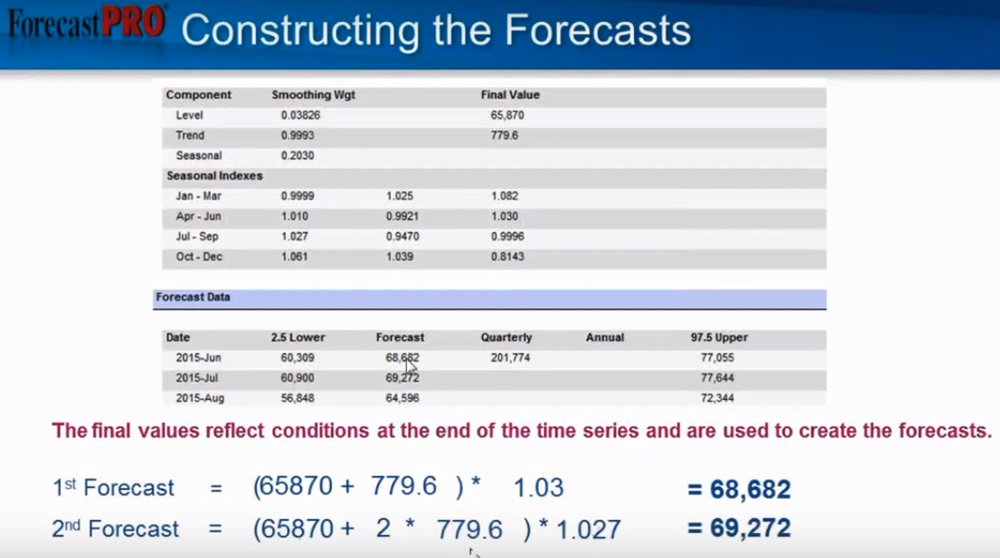 ForecastPRO® Constructing the Forecasts
Component Smoothing Wgt Final Value
Level 0.03826 65,870
Trend 0.9993 779.6
Seasonal 0.2030
Seasonal Indexes
Jan - Mar 0.9999 1.025 1.082
Apr - Jun 1.010 0.9921 1.030
Jul - Sep 1.027 0.9470 0.9996
Oct - Dec 1.061 1.039 0.8143
Forecast Data
Date 2.5 Lower Forecast Quarterly Annual 97.5 Upper
2015-Jun 60,309 68,682 201,774 77,055
2015-Jul 60,900 69,272 77,644
2015-Aug 56,848 64,596 72,344
The final values reflect conditions at the end of the time series and are used to create the forecasts.
1st Forecast = (65870 + 779.6 ) * 1.03 = 68,682
2nd Forecast = (65870 + 2 * 779.6 ) * 1.027 = 69,272